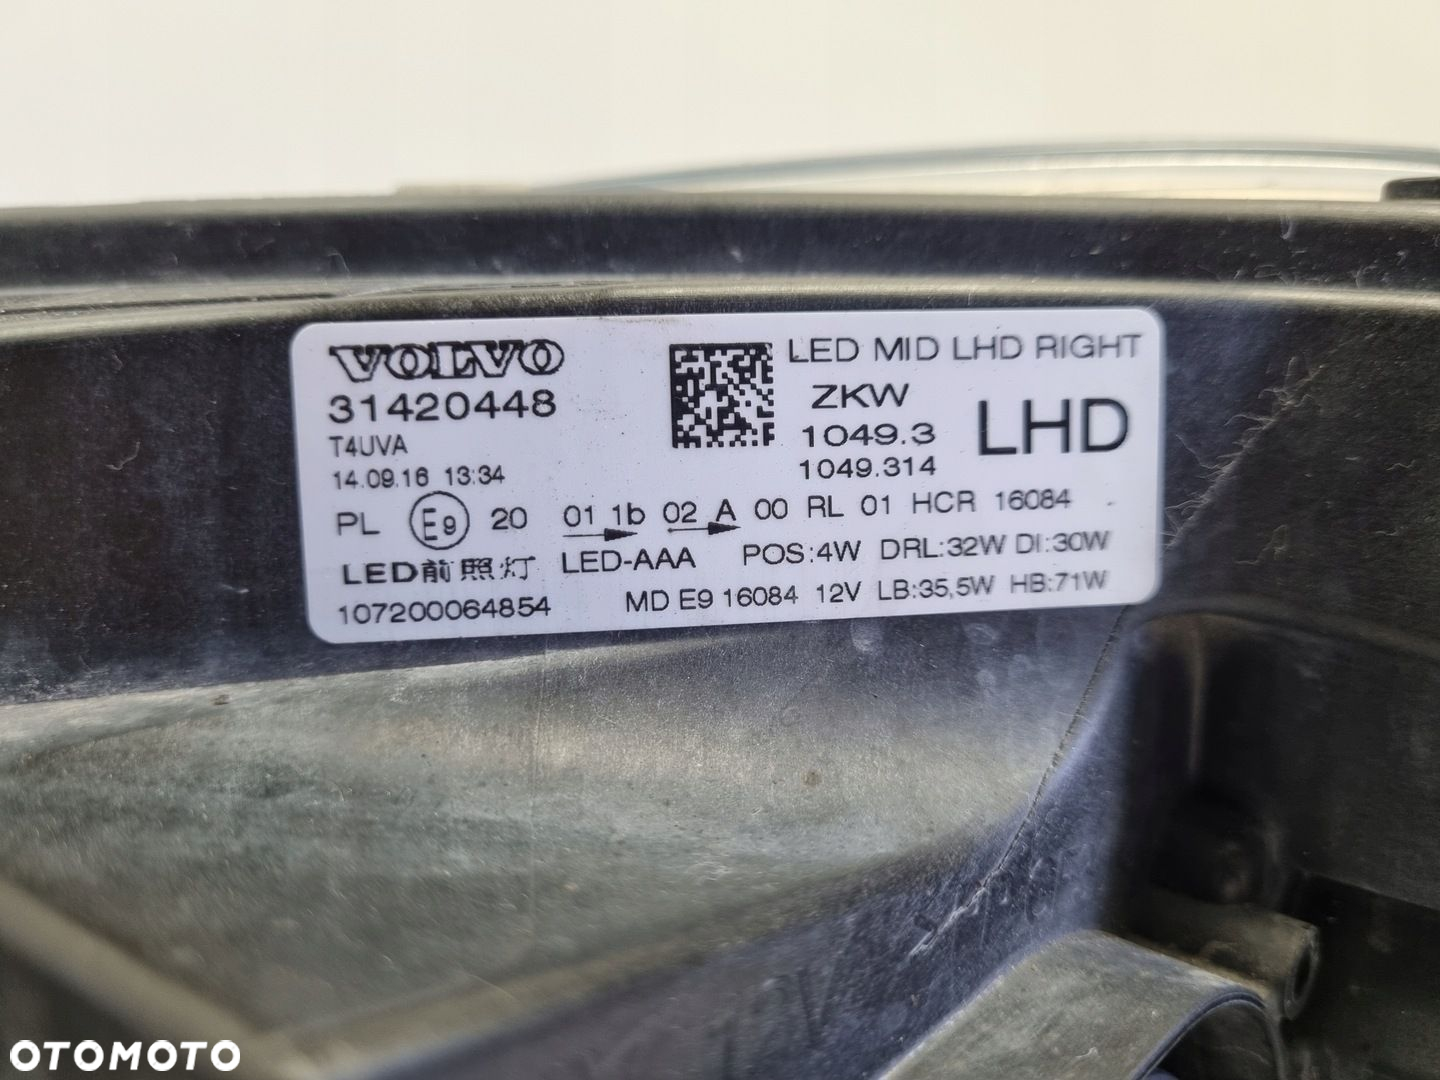 VOLVO
31420448
T4UVA
14.09.16 13:34
LED MID LHD RIGHT
ZKW
1049.3
1049.314
LHD
PL E9 20 01 1b 02 A 00 RL 01 HCR 16084
LED前照灯 LED-AAA POS:4W DRL:32W DI:30W
107200064854 MD E9 16084 12V LB:35,5W HB:71W
OTOMOTO